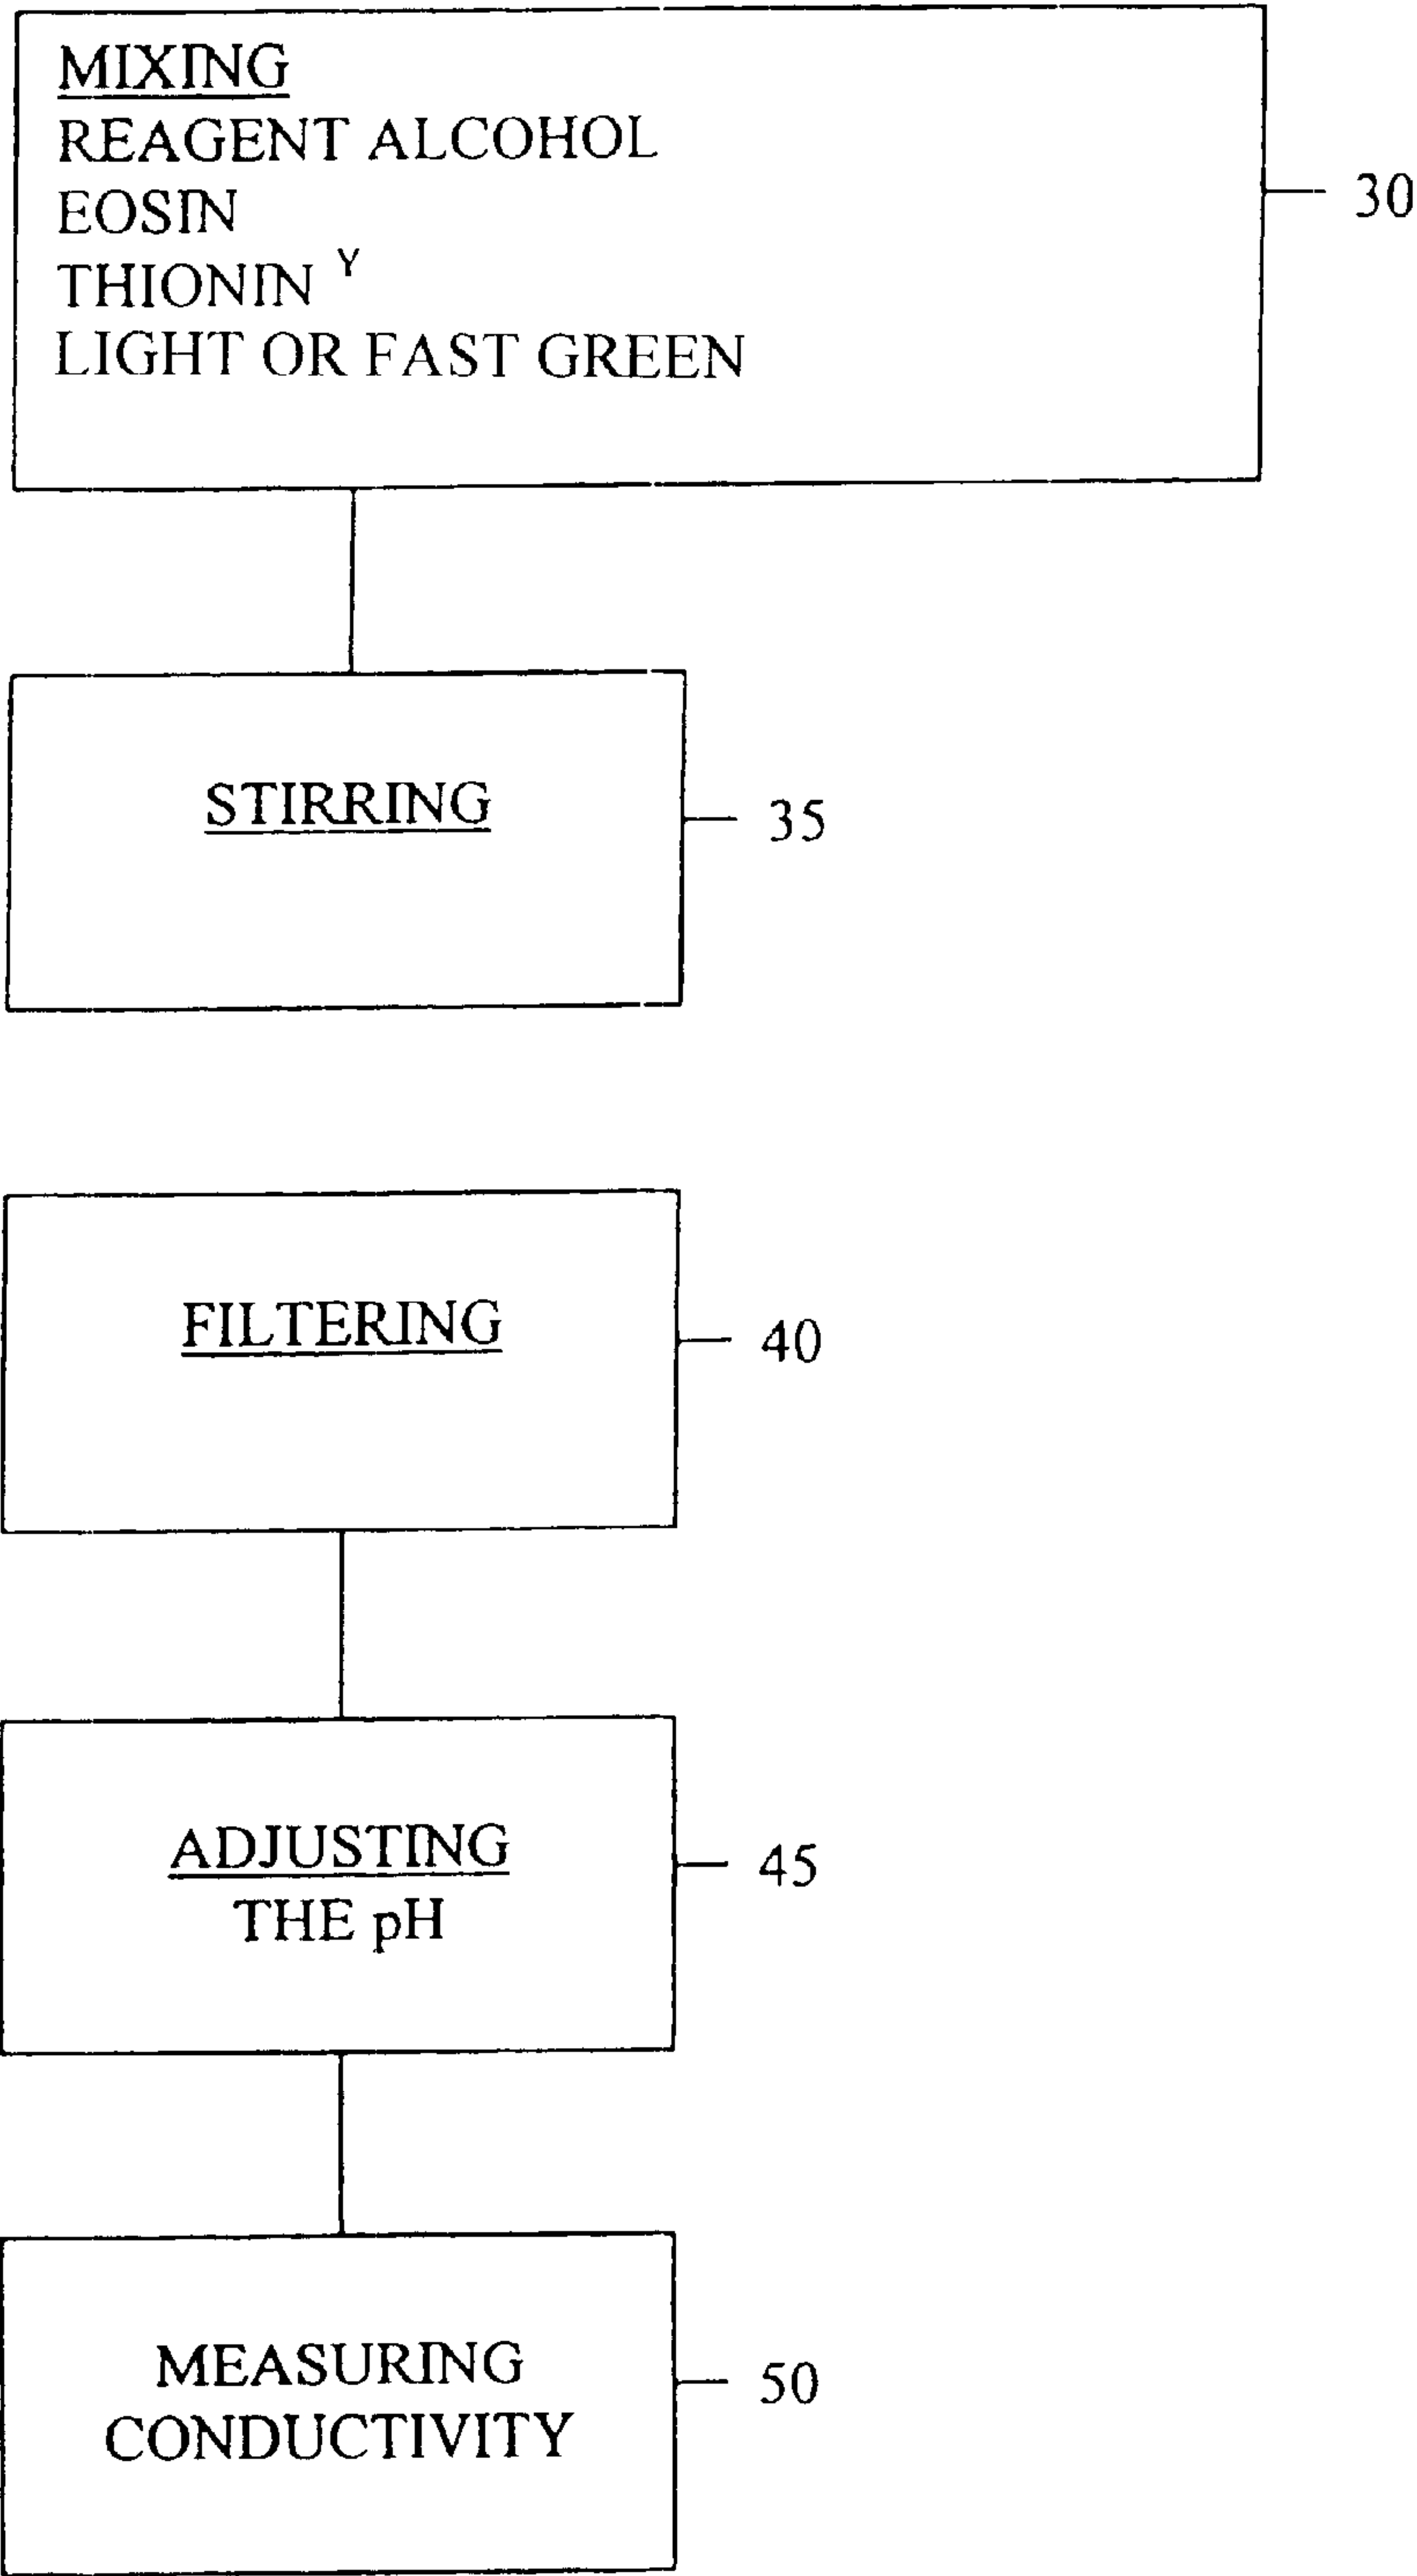 MIXING
REAGENT ALCOHOL
EOSIN
THIONIN Y
LIGHT OR FAST GREEN
30
STIRRING
35
FILTERING
40
ADJUSTING
THE pH
45
MEASURING
CONDUCTIVITY
50